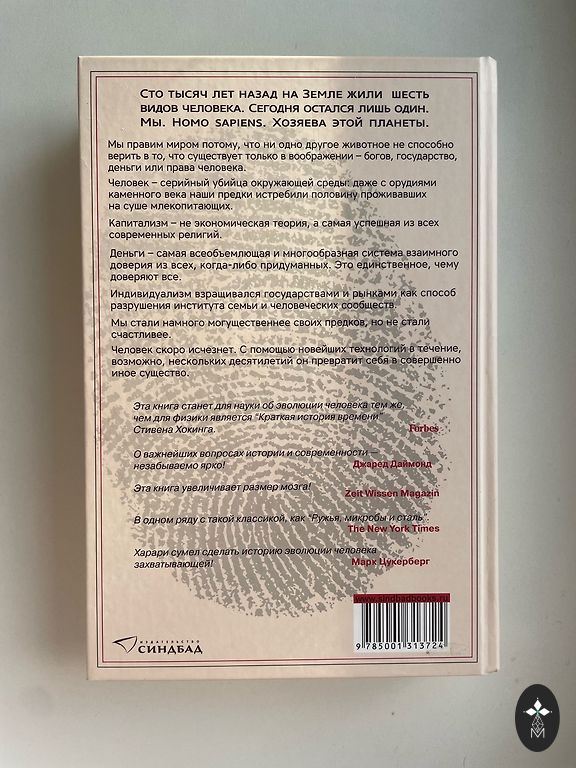 Сто тысяч лет назад на Земле жили шесть
видов человека. Сегодня остался лишь один.
Мы. Homo sapiens. Хозяева этой планеты.
Мы правим миром потому, что ни одно другое животное не способно
верить в то, что существует только в воображении – богов, государство,
деньги или права человека.
Человек – серийный убийца окружающей среды: даже с орудиями
каменного века наши предки истребили половину проживавших
на суше млекопитающих.
Капитализм – не экономическая теория, а самая успешная из всех
современных религий.
Деньги – самая всеобъемлющая и многообразная система взаимного
доверия из всех, когда-либо придуманных. Это единственное, чему
доверяют все.
Индивидуализм взращивался государствами и рынками как способ
разрушения института семьи и человеческих сообществ.
Мы стали намного могущественнее своих предков, но не стали
счастливее.
Человек скоро исчезнет. С помощью новейших технологий в течение,
возможно, нескольких десятилетий он превратит себя в совершенно
иное существо.
Эта книга станет для науки об эволюции человека тем же,
чем для физики является "Краткая история времени"
Стивена Хокинга.
Forbes
О важнейших вопросах истории и современности –
незабываемо ярко!
Джаред Даймонд
Эта книга увеличивает размер мозга!
Zeit Wissen Magazin
В одном ряду с такой классикой, как "Ружья, микробы и сталь".
The New York Times
Харари сумел сделать историю эволюции человека
захватывающей!
Марк Цукерберг
www.sindbadbooks.ru
ИЗДАТЕЛЬСТВО
СИНДБАД
9 785001 313724
М